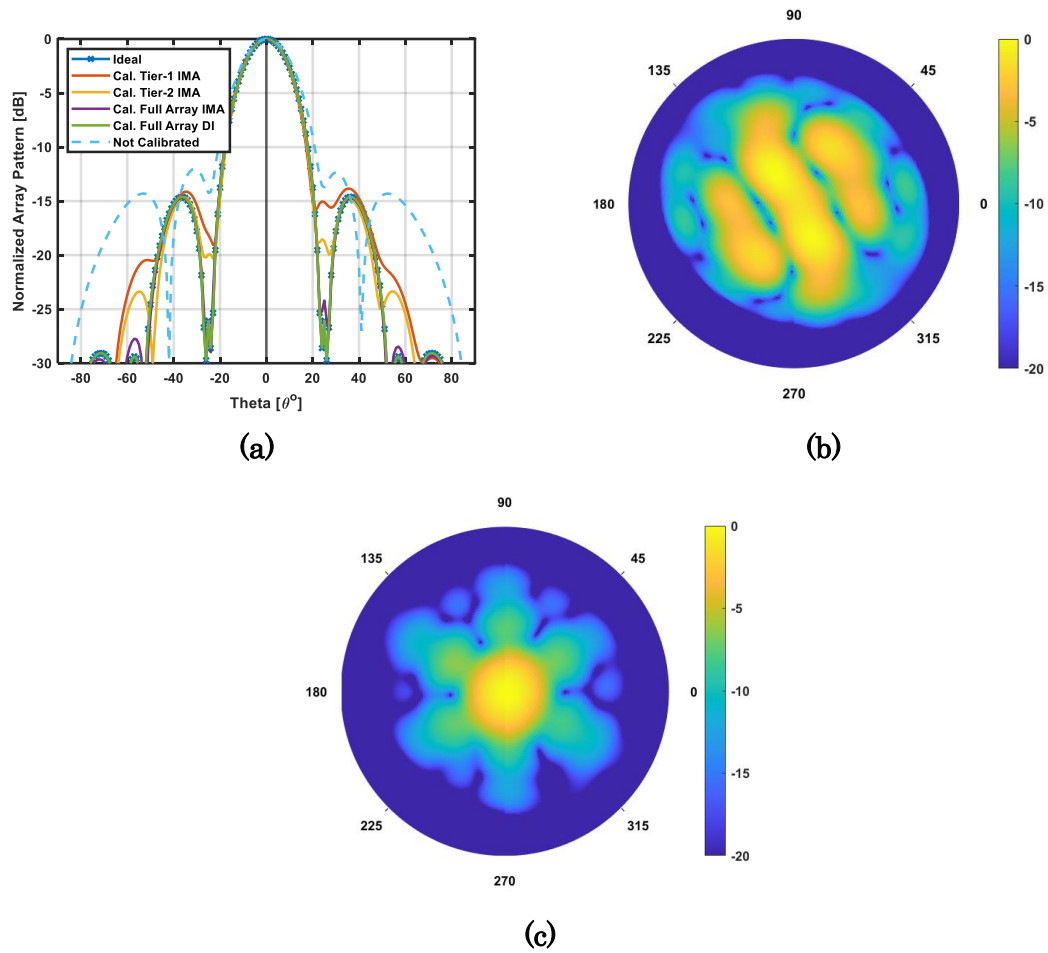 Normalized Array Pattern [dB]
0
-5
-10
-15
-20
-25
-30
Ideal
Cal. Tier-1 IMA
Cal. Tier-2 IMA
Cal. Full Array IMA
Cal. Full Array DI
Not Calibrated
-80 -60 -40 -20 0 20 40 60 80
Theta [θ°]
(a)
90
135
45
180
0
225
315
270
0
-5
-10
-15
-20
(b)
90
135
45
180
0
225
315
270
0
-5
-10
-15
-20
(c)